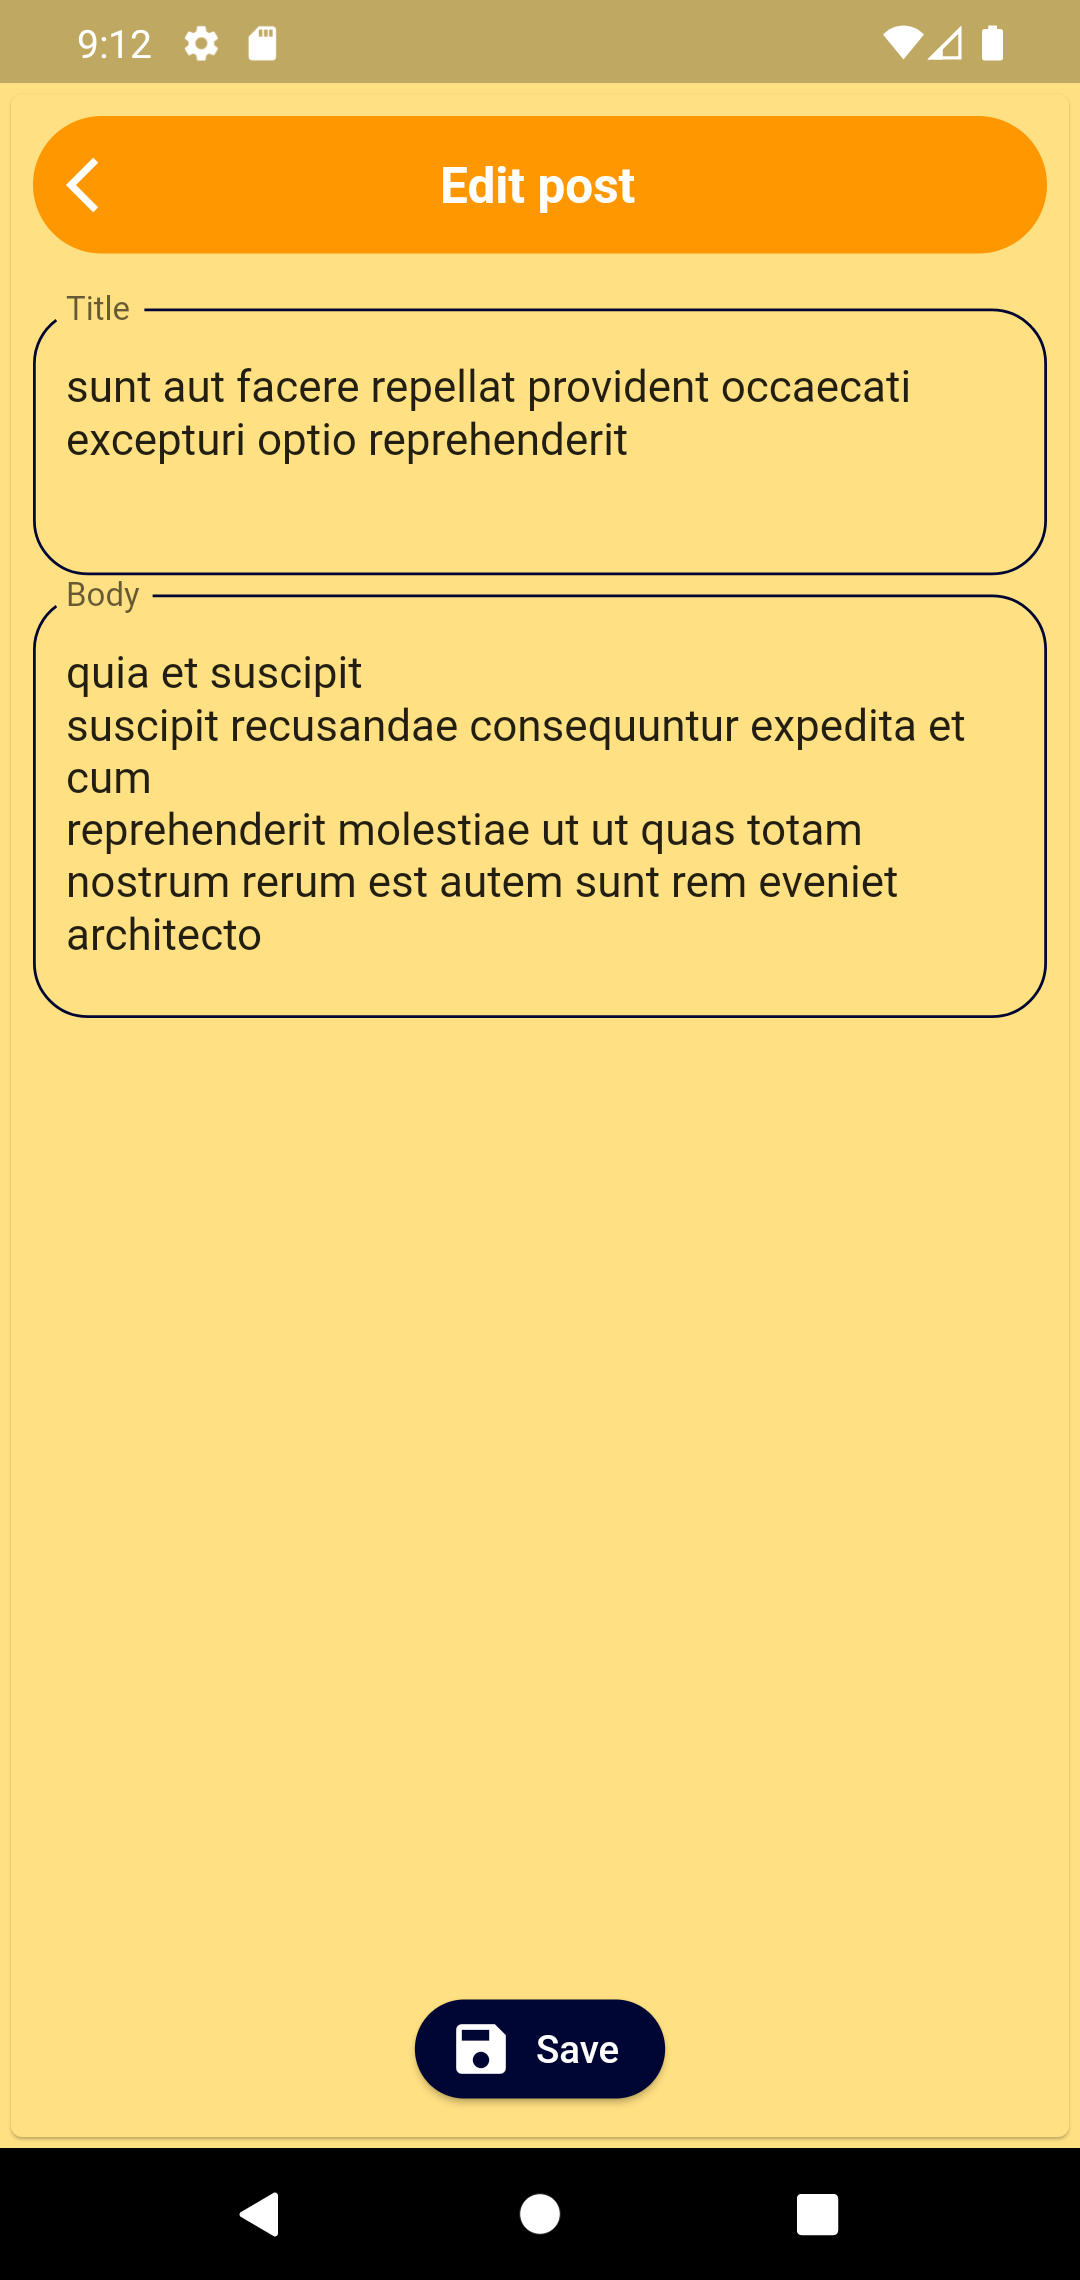 9:12
Edit post
Title
sunt aut facere repellat provident occaecati
excepturi optio reprehenderit
Body
quia et suscipit
suscipit recusandae consequuntur expedita et
cum
reprehenderit molestiae ut ut quas totam
nostrum rerum est autem sunt rem eveniet
architecto
Save